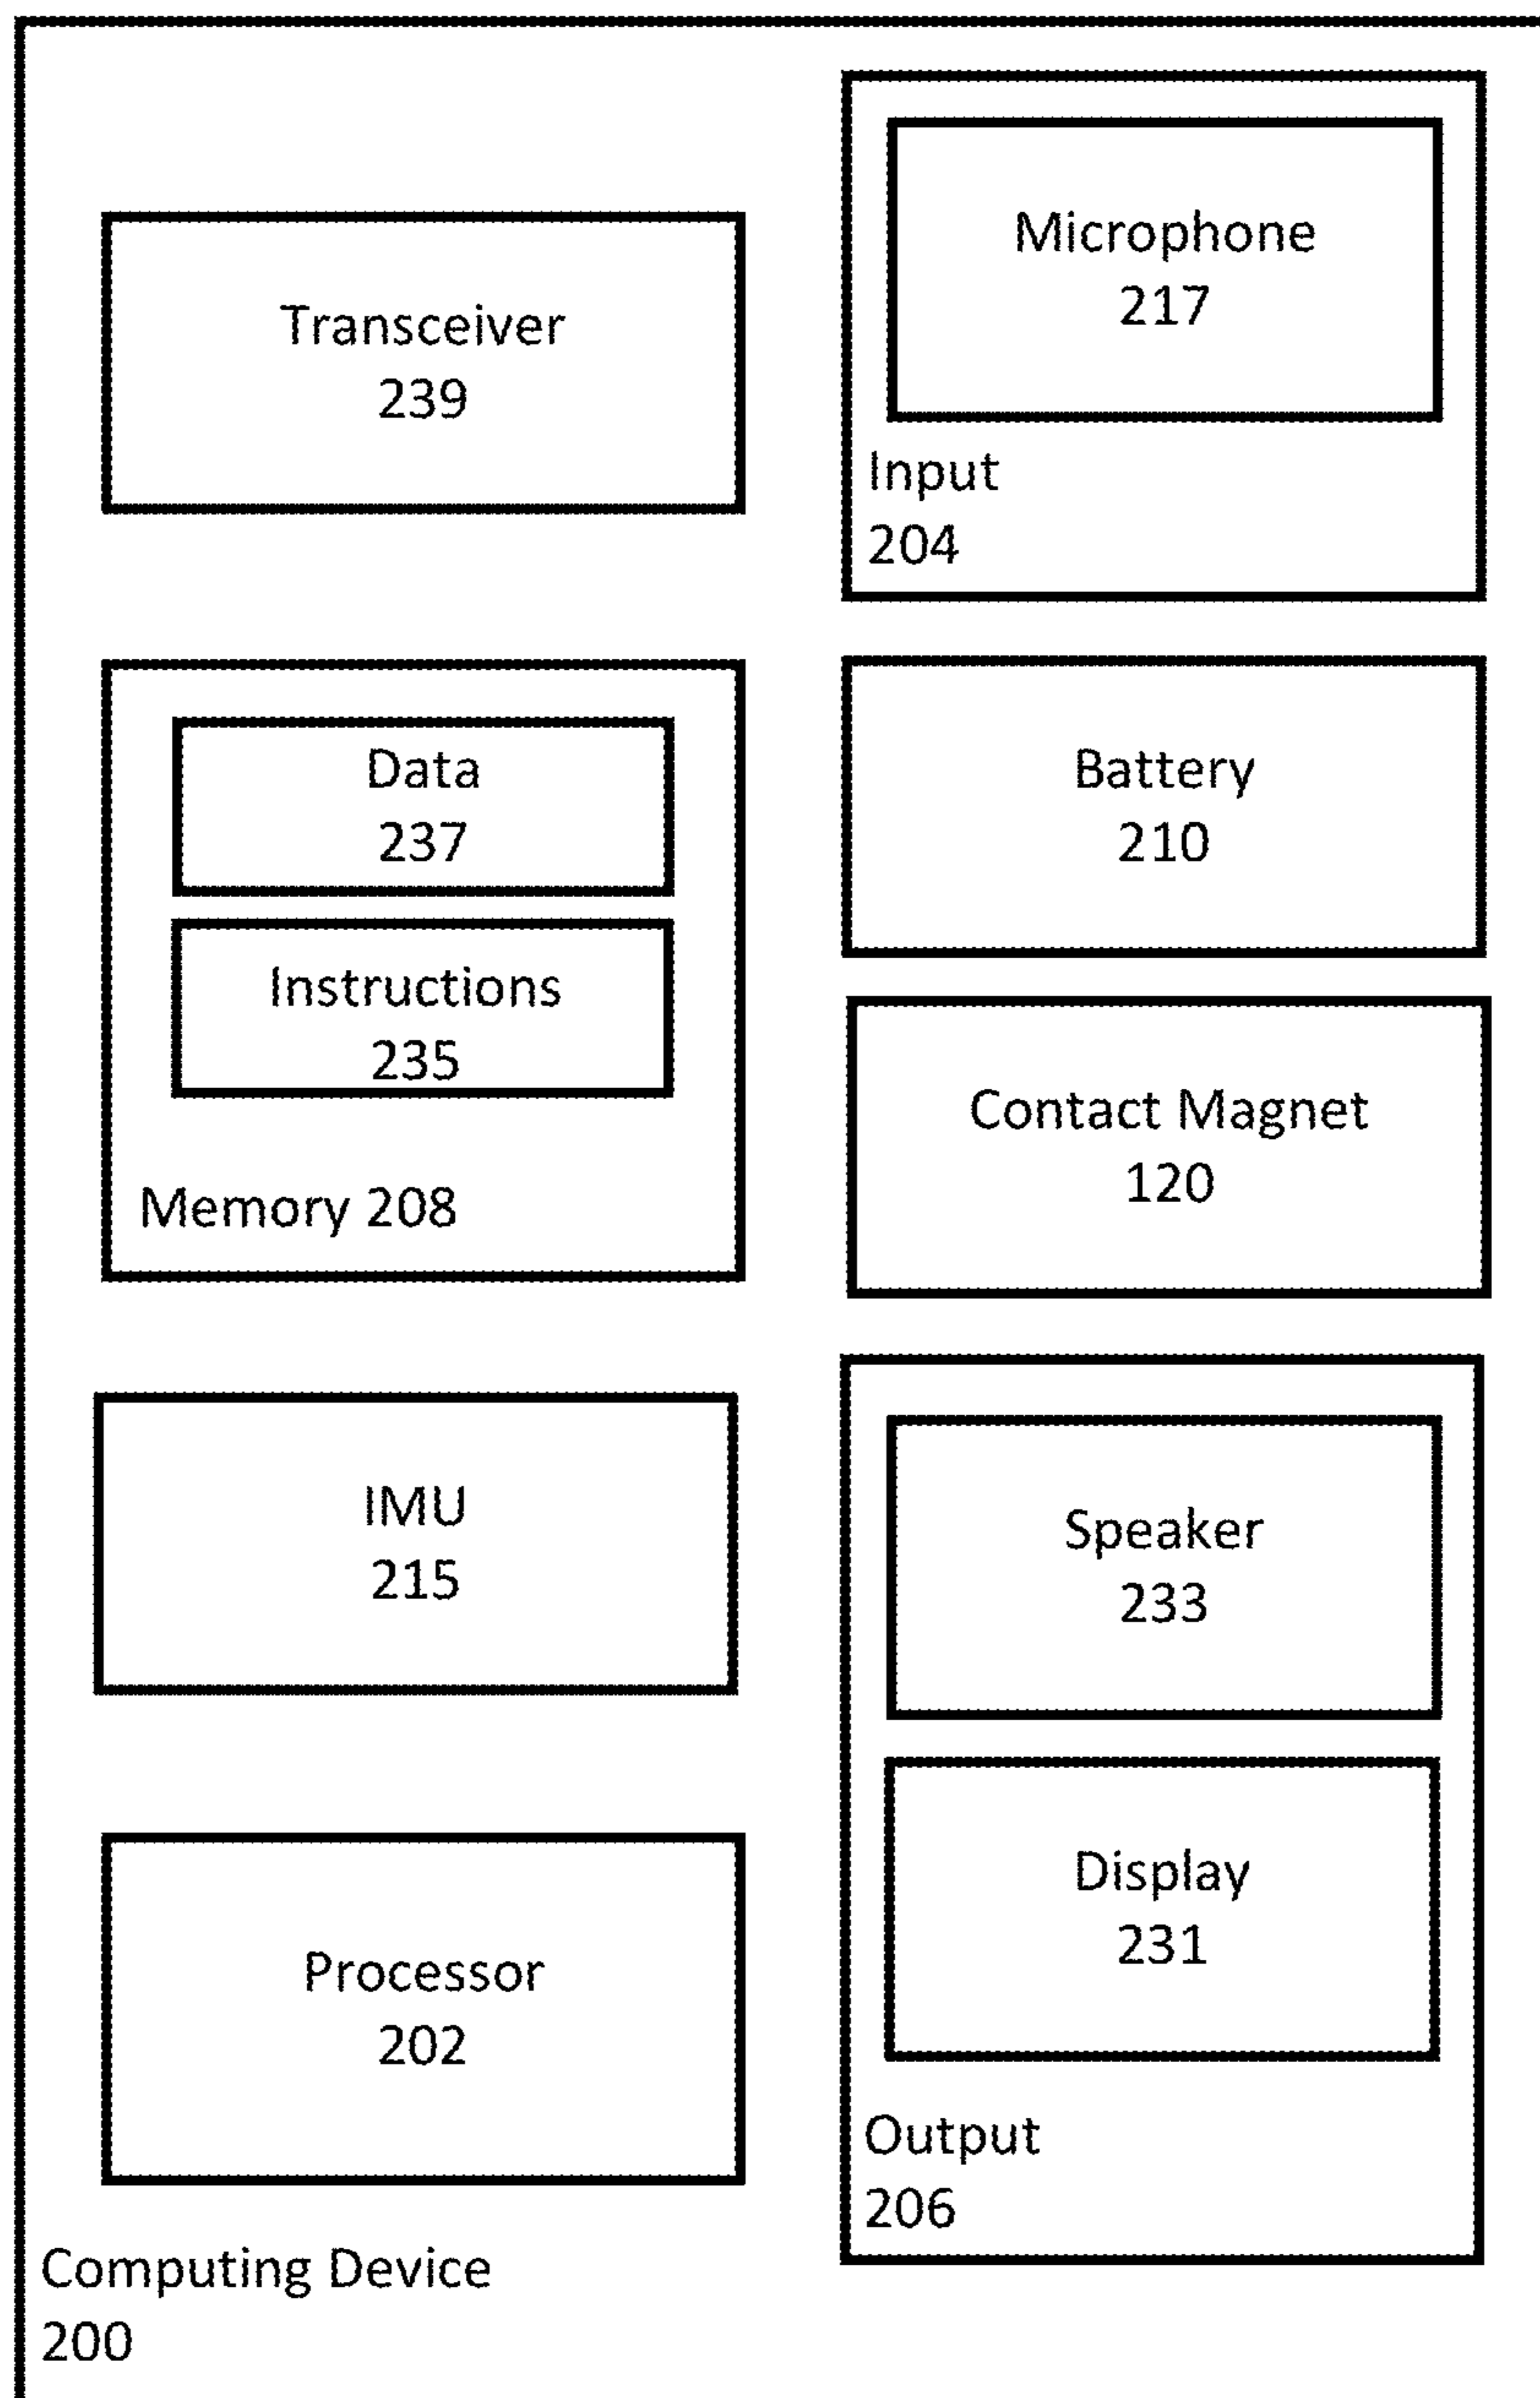 Transceiver
239
Microphone
217
Input
204
Data
237
Instructions
235
Memory 208
Battery
210
Contact Magnet
120
IMU
215
Speaker
233
Display
231
Output
206
Processor
202
Computing Device
200